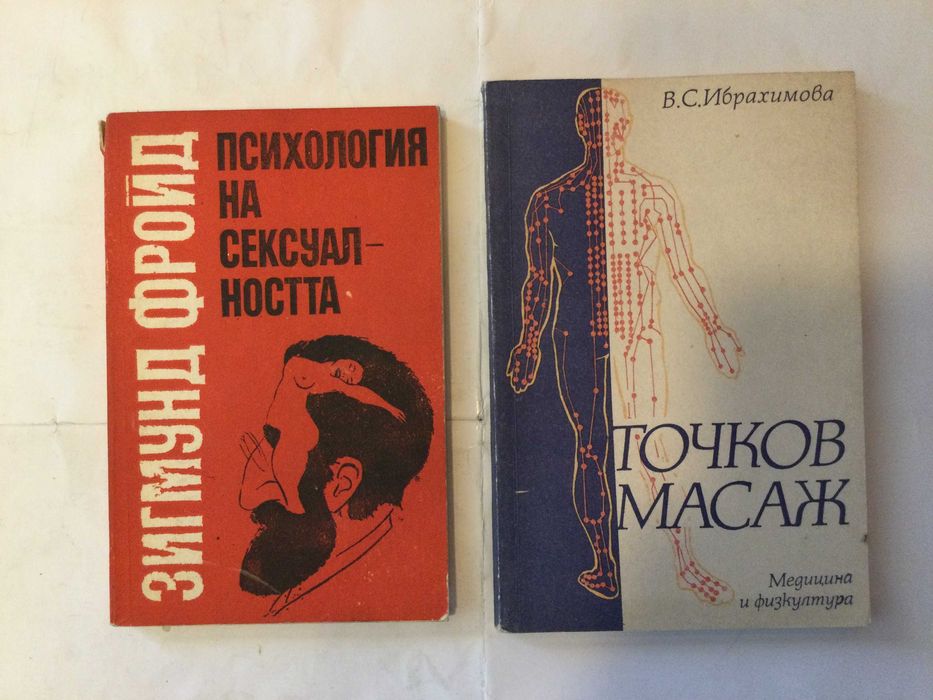 ЗИГМУНД ФРОЙД
ПСИХОЛОГИЯ
НА
СЕКСУАЛ-
НОСТТА
В.С.Ибрахимова
ТОЧКОВ
МАСАЖ
Медицина
и физкултура